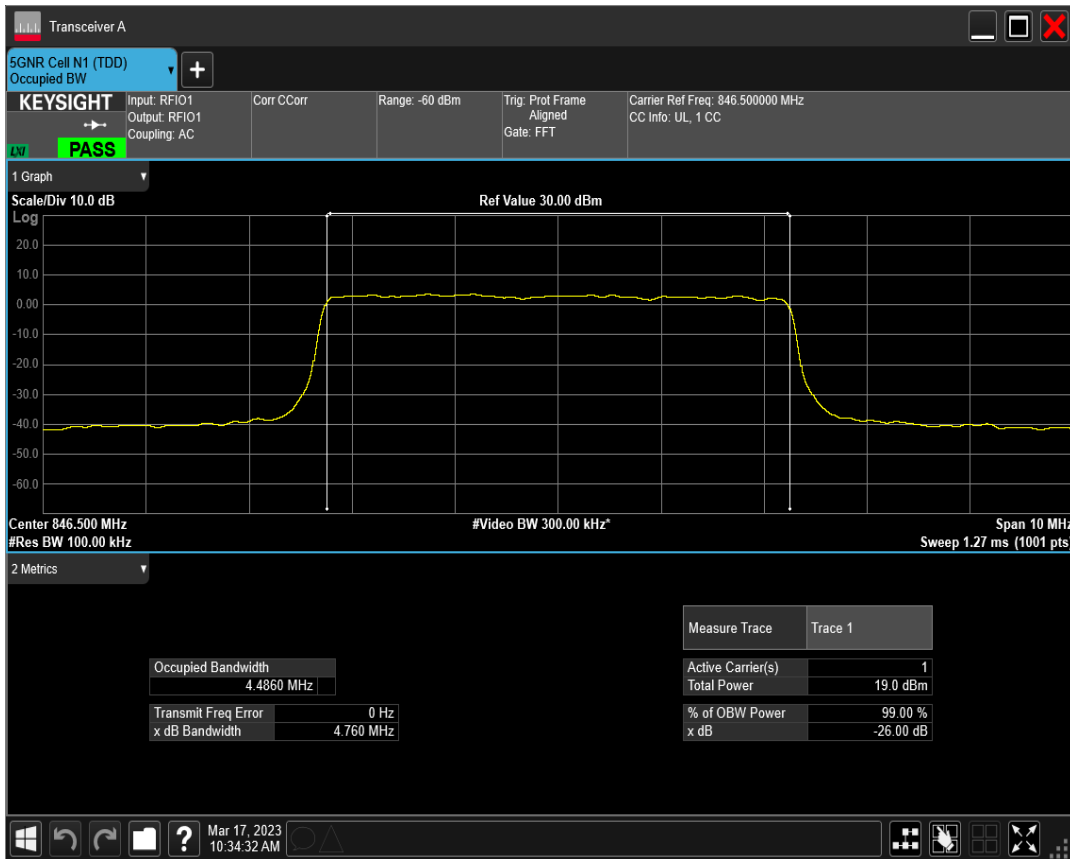 Transceiver A
5GNR Cell N1 (TDD)
Occupied BW
+
KEYSIGHT
LXI
PASS
Input: RFIO1
Output: RFIO1
Coupling: AC
Corr CCorr
Range: -60 dBm
Trig: Prot Frame
Aligned
Gate: FFT
Carrier Ref Freq: 846.500000 MHz
CC Info: UL, 1 CC
1 Graph
Scale/Div 10.0 dB
Ref Value 30.00 dBm
Log
20.0
10.0
0.00
-10.0
-20.0
-30.0
-40.0
-50.0
-60.0
Center 846.500 MHz
#Video BW 300.00 kHz*
Span 10 MHz
#Res BW 100.00 kHz
Sweep 1.27 ms (1001 pts)
2 Metrics
Measure Trace Trace 1
Occupied Bandwidth
4.4860 MHz
Active Carrier(s) 1
Total Power 19.0 dBm
Transmit Freq Error 0 Hz
x dB Bandwidth 4.760 MHz
% of OBW Power 99.00 %
x dB -26.00 dB
?
Mar 17, 2023
10:34:32 AM